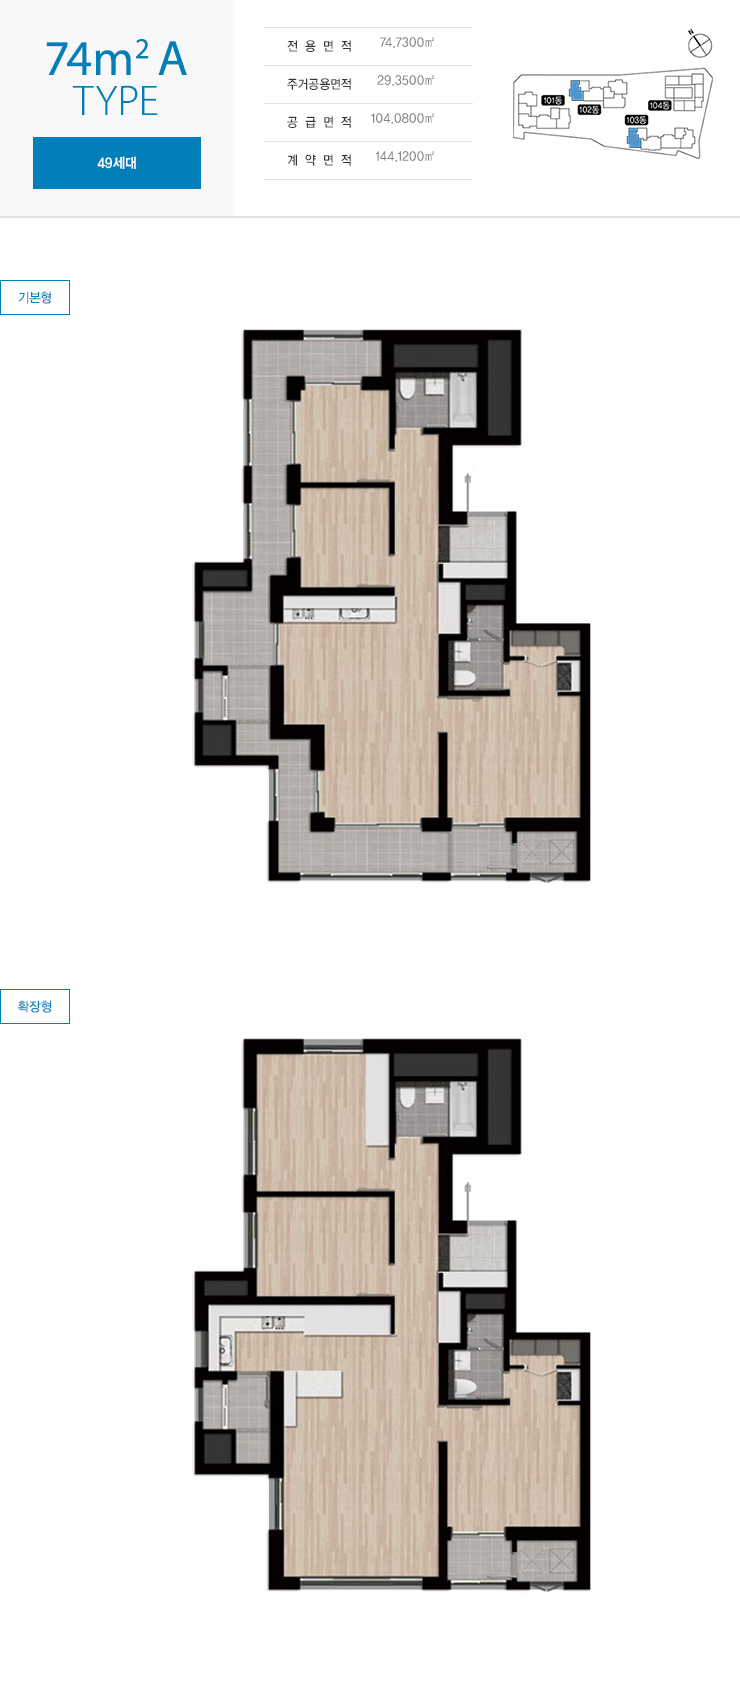 74m² A
TYPE
49세대
전용면적 74.7300㎡
주거공용면적 29.3500㎡
공급면적 104.0800㎡
계약면적 144.1200㎡
N
101동
102동
103동
104동
기본형
확장형